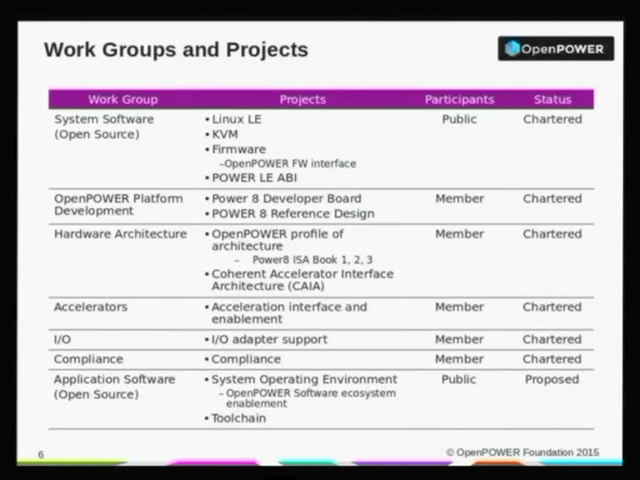 Work Groups and Projects
OpenPOWER
Work Group Projects Participants Status
System Software
(Open Source)
• Linux LE
• KVM
• Firmware
–OpenPOWER FW interface
• POWER LE ABI
Public
Chartered
OpenPOWER Platform
Development
• Power 8 Developer Board
• POWER 8 Reference Design
Member
Chartered
Hardware Architecture
• OpenPOWER profile of
architecture
– Power8 ISA Book 1, 2, 3
• Coherent Accelerator Interface
Architecture (CAIA)
Member
Chartered
Accelerators
• Acceleration interface and
enablement
Member
Chartered
I/O
• I/O adapter support
Member
Chartered
Compliance
• Compliance
Member
Chartered
Application Software
(Open Source)
• System Operating Environment
– OpenPOWER Software ecosystem
enablement
• Toolchain
Public
Proposed
6
© OpenPOWER Foundation 2015